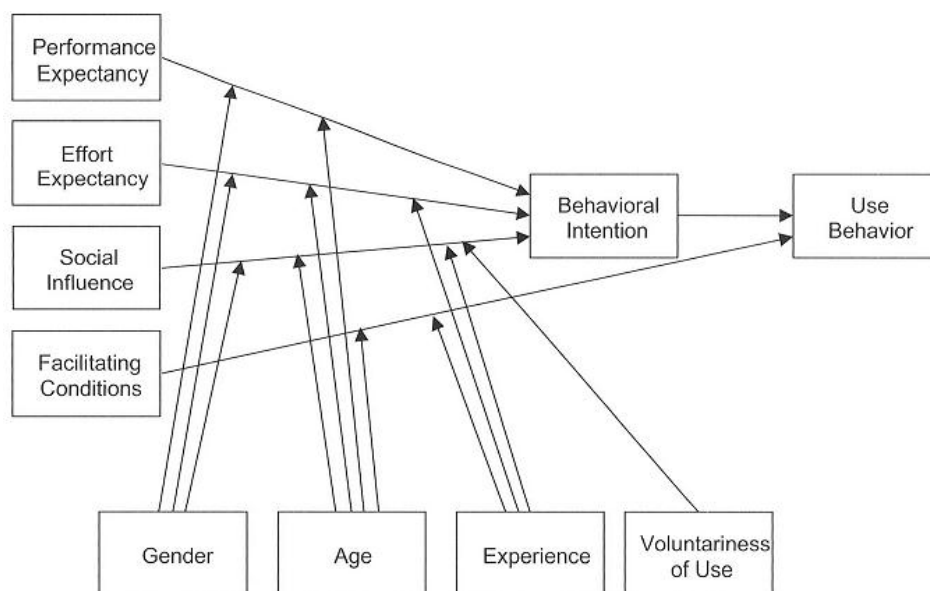 Performance
Expectancy
Effort
Expectancy
Social
Influence
Facilitating
Conditions
Behavioral
Intention
Use
Behavior
Gender
Age
Experience
Voluntariness
of Use